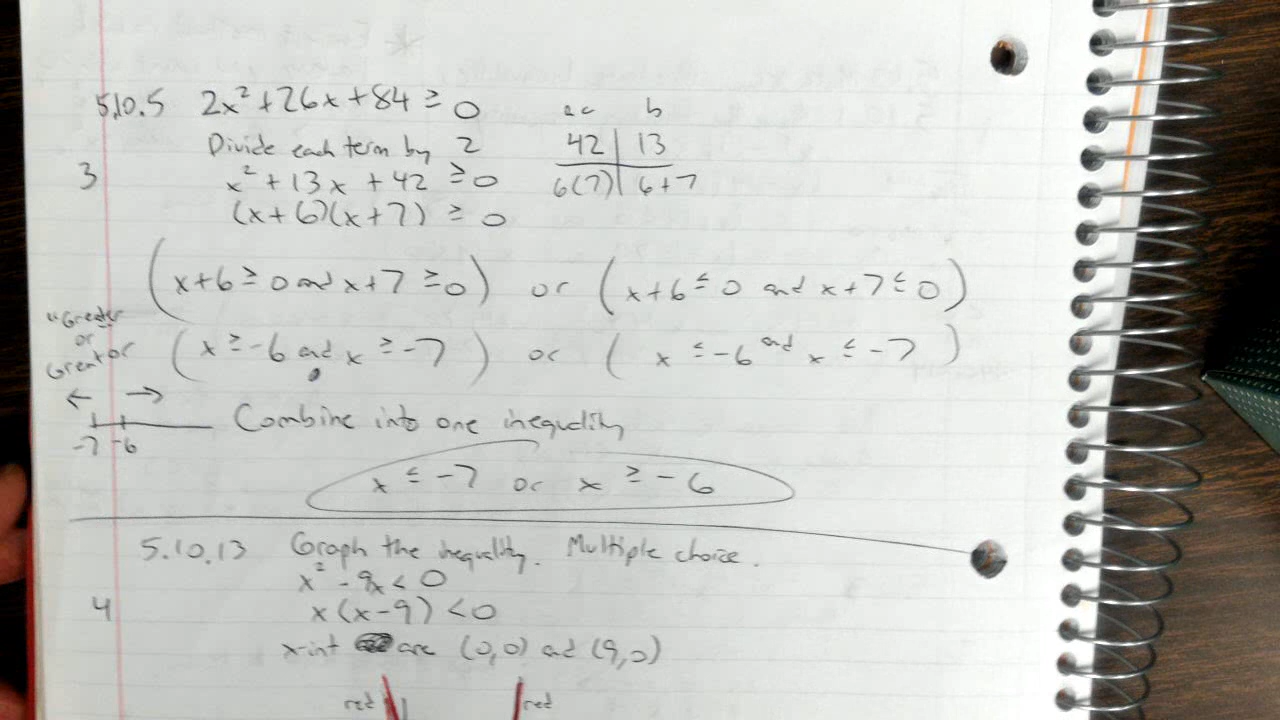 5.10.5 2x² + 26x + 84 ≥ 0 ac b
Divide each term by 2 42 | 13
3 x² + 13x + 42 ≥ 0 6(7) | 6+7
(x+6)(x+7) ≥ 0
(x+6 ≥ 0 and x+7 ≥ 0) or (x+6 ≤ 0 and x+7 ≤ 0)
"Greater
or
Greator (x ≥ -6 and x ≥ -7) or (x ≤ -6 and x ≤ -7)
← →
-7 -6 Combine into one inequality
x ≤ -7 or x ≥ -6
5.10.13 Graph the inequality. Multiple choice.
x² - 9x < 0
4 x(x-9) < 0
x-int are (0,0) and (9,0)
red red